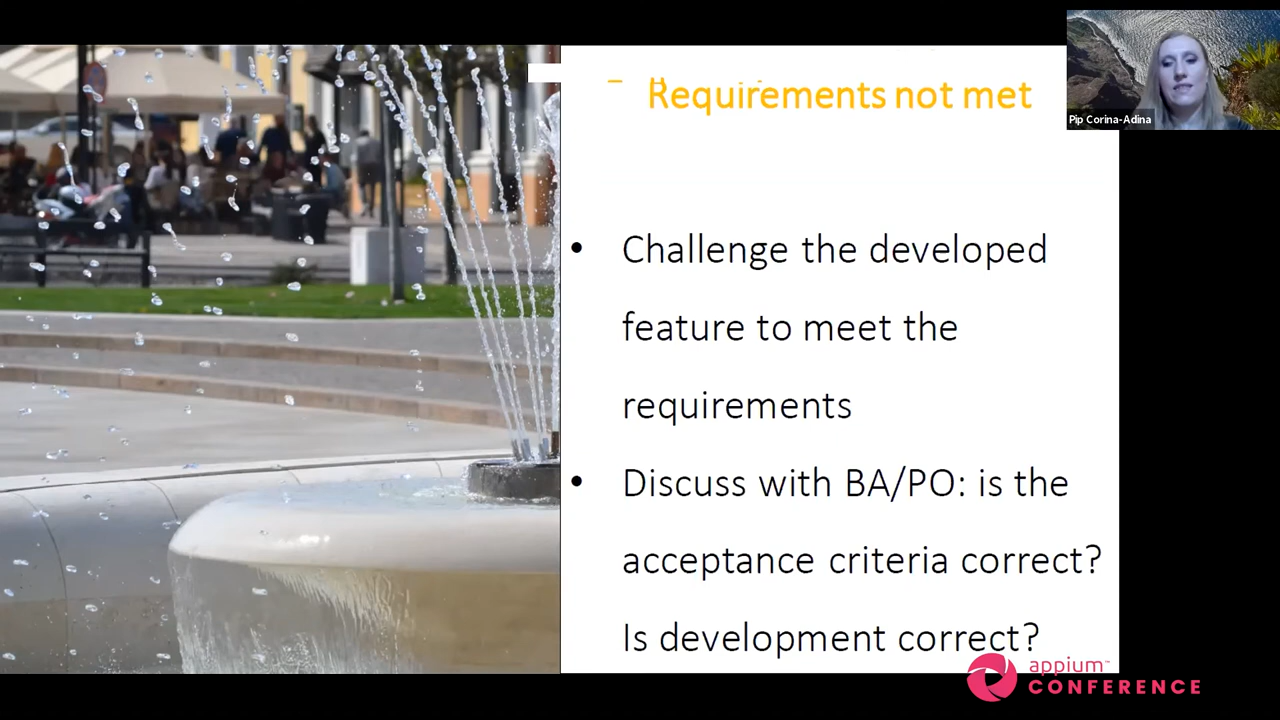 Requirements not met
Pip Corina-Adina
• Challenge the developed
feature to meet the
requirements
• Discuss with BA/PO: is the
acceptance criteria correct?
Is development correct?
appium™
CONFERENCE